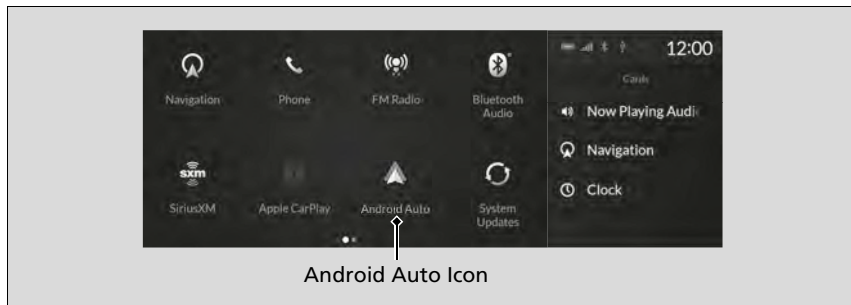 12:00
Cards
Navigation
Phone
FM Radio
Bluetooth
Audio
Now Playing Audi
Navigation
Clock
sxm
SiriusXM
Apple CarPlay
Android Auto
System
Updates
Android Auto Icon